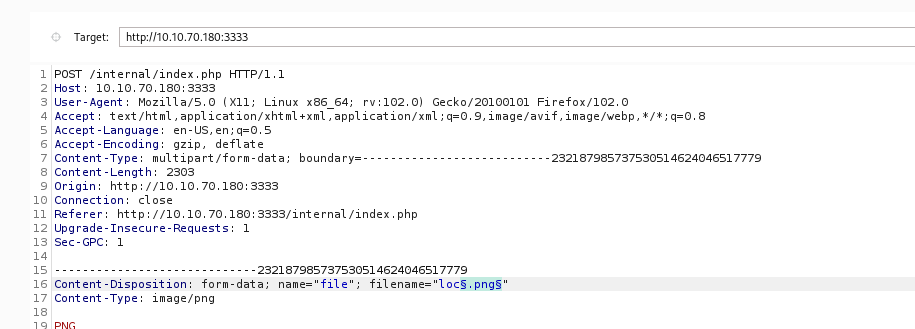 Target: http://10.10.70.180:3333
1 POST /internal/index.php HTTP/1.1
2 Host: 10.10.70.180:3333
3 User-Agent: Mozilla/5.0 (X11; Linux x86_64; rv:102.0) Gecko/20100101 Firefox/102.0
4 Accept: text/html,application/xhtml+xml,application/xml;q=0.9,image/avif,image/webp,*/*;q=0.8
5 Accept-Language: en-US,en;q=0.5
6 Accept-Encoding: gzip, deflate
7 Content-Type: multipart/form-data; boundary=---------------------------232187985737530514624046517779
8 Content-Length: 2303
9 Origin: http://10.10.70.180:3333
10 Connection: close
11 Referer: http://10.10.70.180:3333/internal/index.php
12 Upgrade-Insecure-Requests: 1
13 Sec-GPC: 1
14
15 -----------------------------232187985737530514624046517779
16 Content-Disposition: form-data; name="file"; filename="loc§.png§"
17 Content-Type: image/png
18
19 PNG